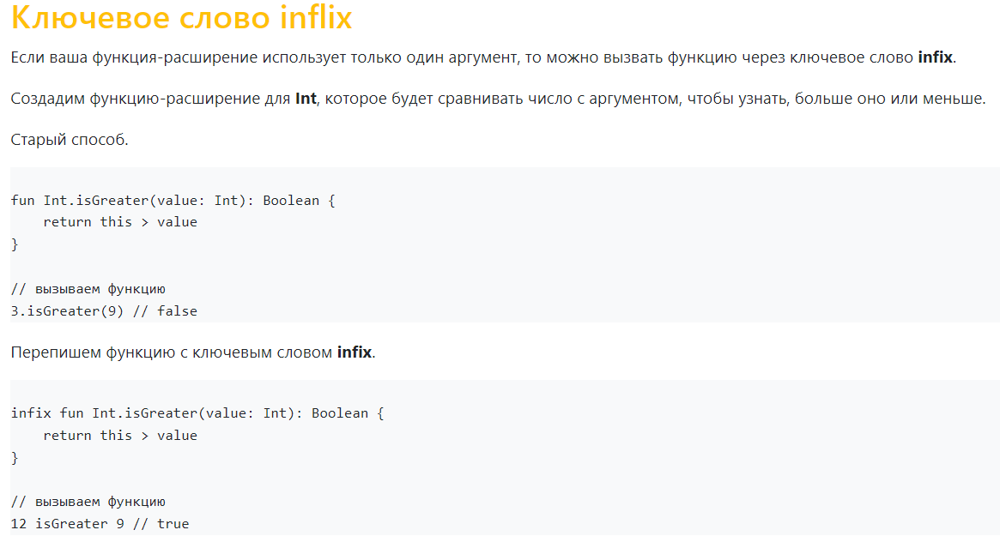 Ключевое слово inflix
Если ваша функция-расширение использует только один аргумент, то можно вызвать функцию через ключевое слово infix.
Создадим функцию-расширение для Int, которое будет сравнивать число с аргументом, чтобы узнать, больше оно или меньше.
Старый способ.
fun Int.isGreater(value: Int): Boolean {
    return this > value
}
// вызываем функцию
3.isGreater(9) // false
Перепишем функцию с ключевым словом infix.
infix fun Int.isGreater(value: Int): Boolean {
    return this > value
}
// вызываем функцию
12 isGreater 9 // true